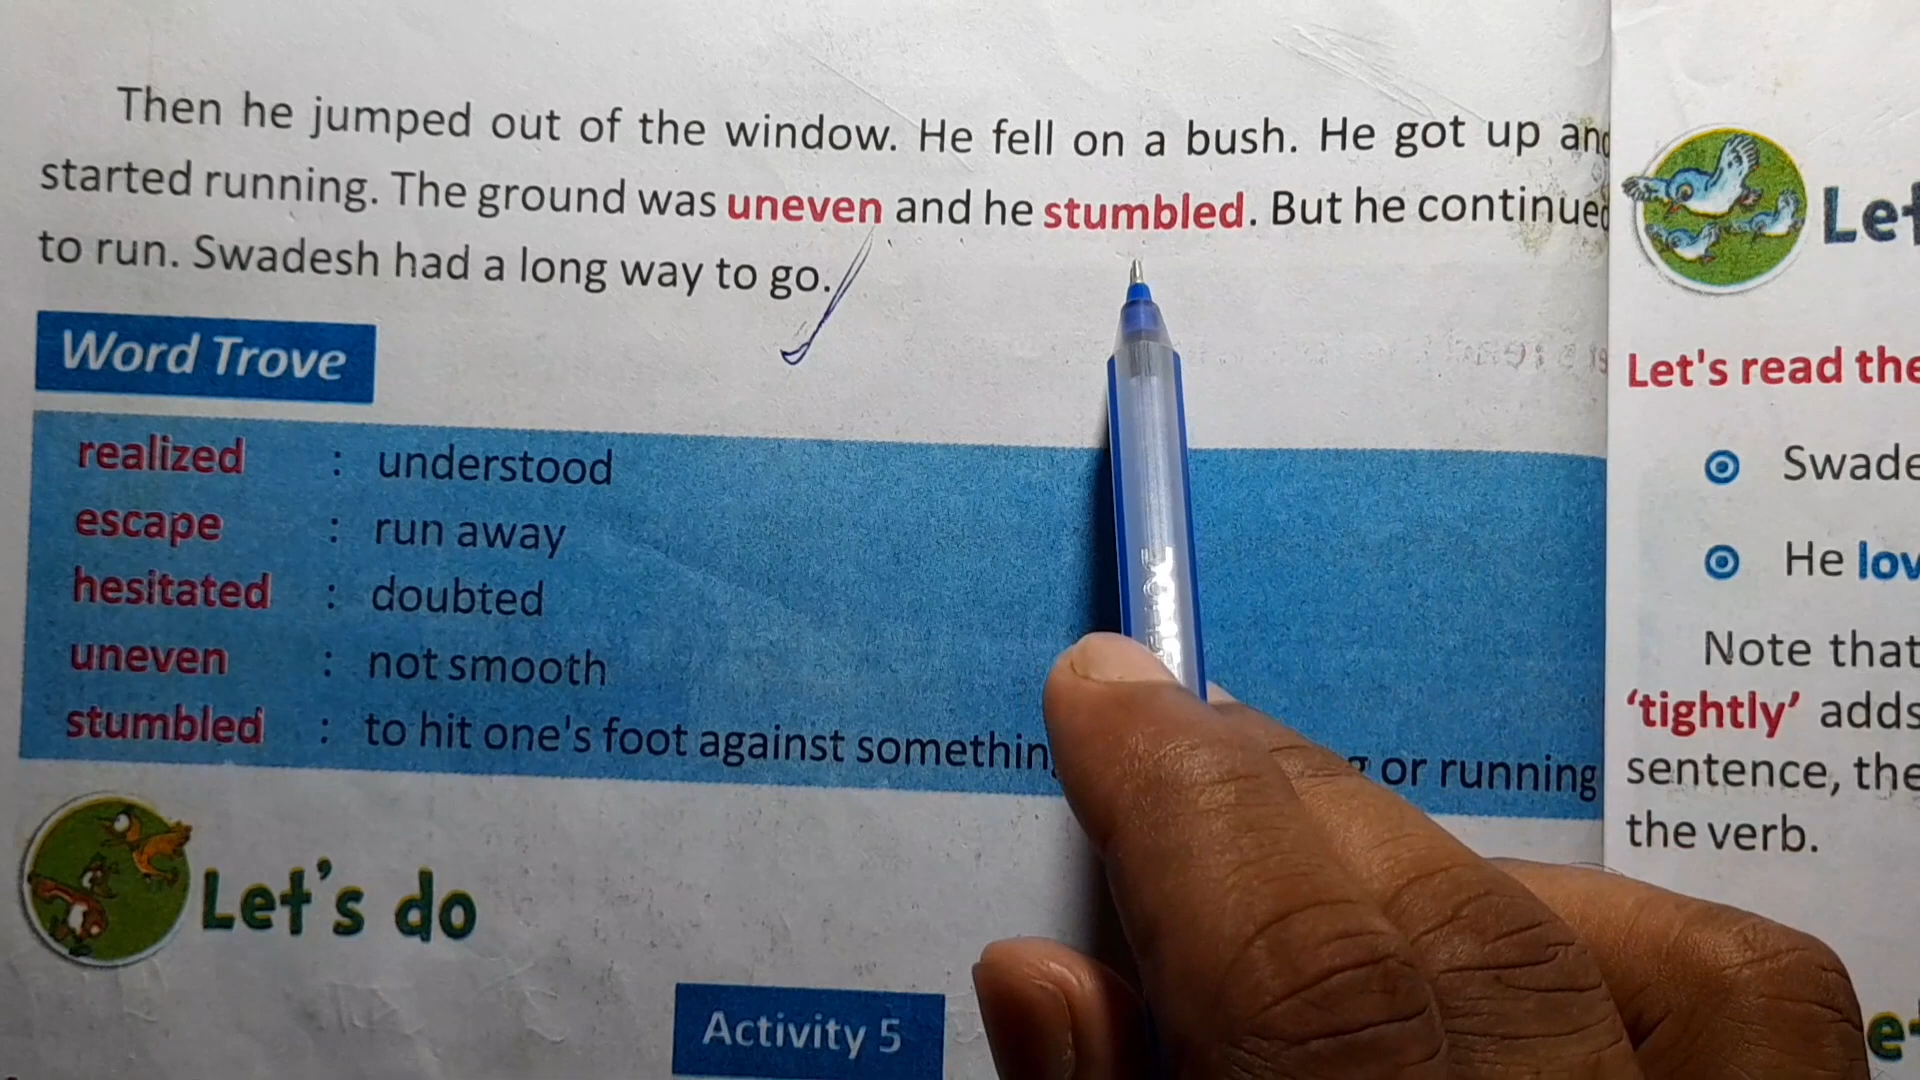 Then he jumped out of the window. He fell on a bush. He got up and
started running. The ground was uneven and he stumbled. But he continued
to run. Swadesh had a long way to go.
Word Trove
realized : understood
escape : run away
hesitated : doubted
uneven : not smooth
stumbled : to hit one's foot against or running
Let's do
Activity 5
Let's read the
He
Note that
'tightly' adds
sentence, the
the verb.